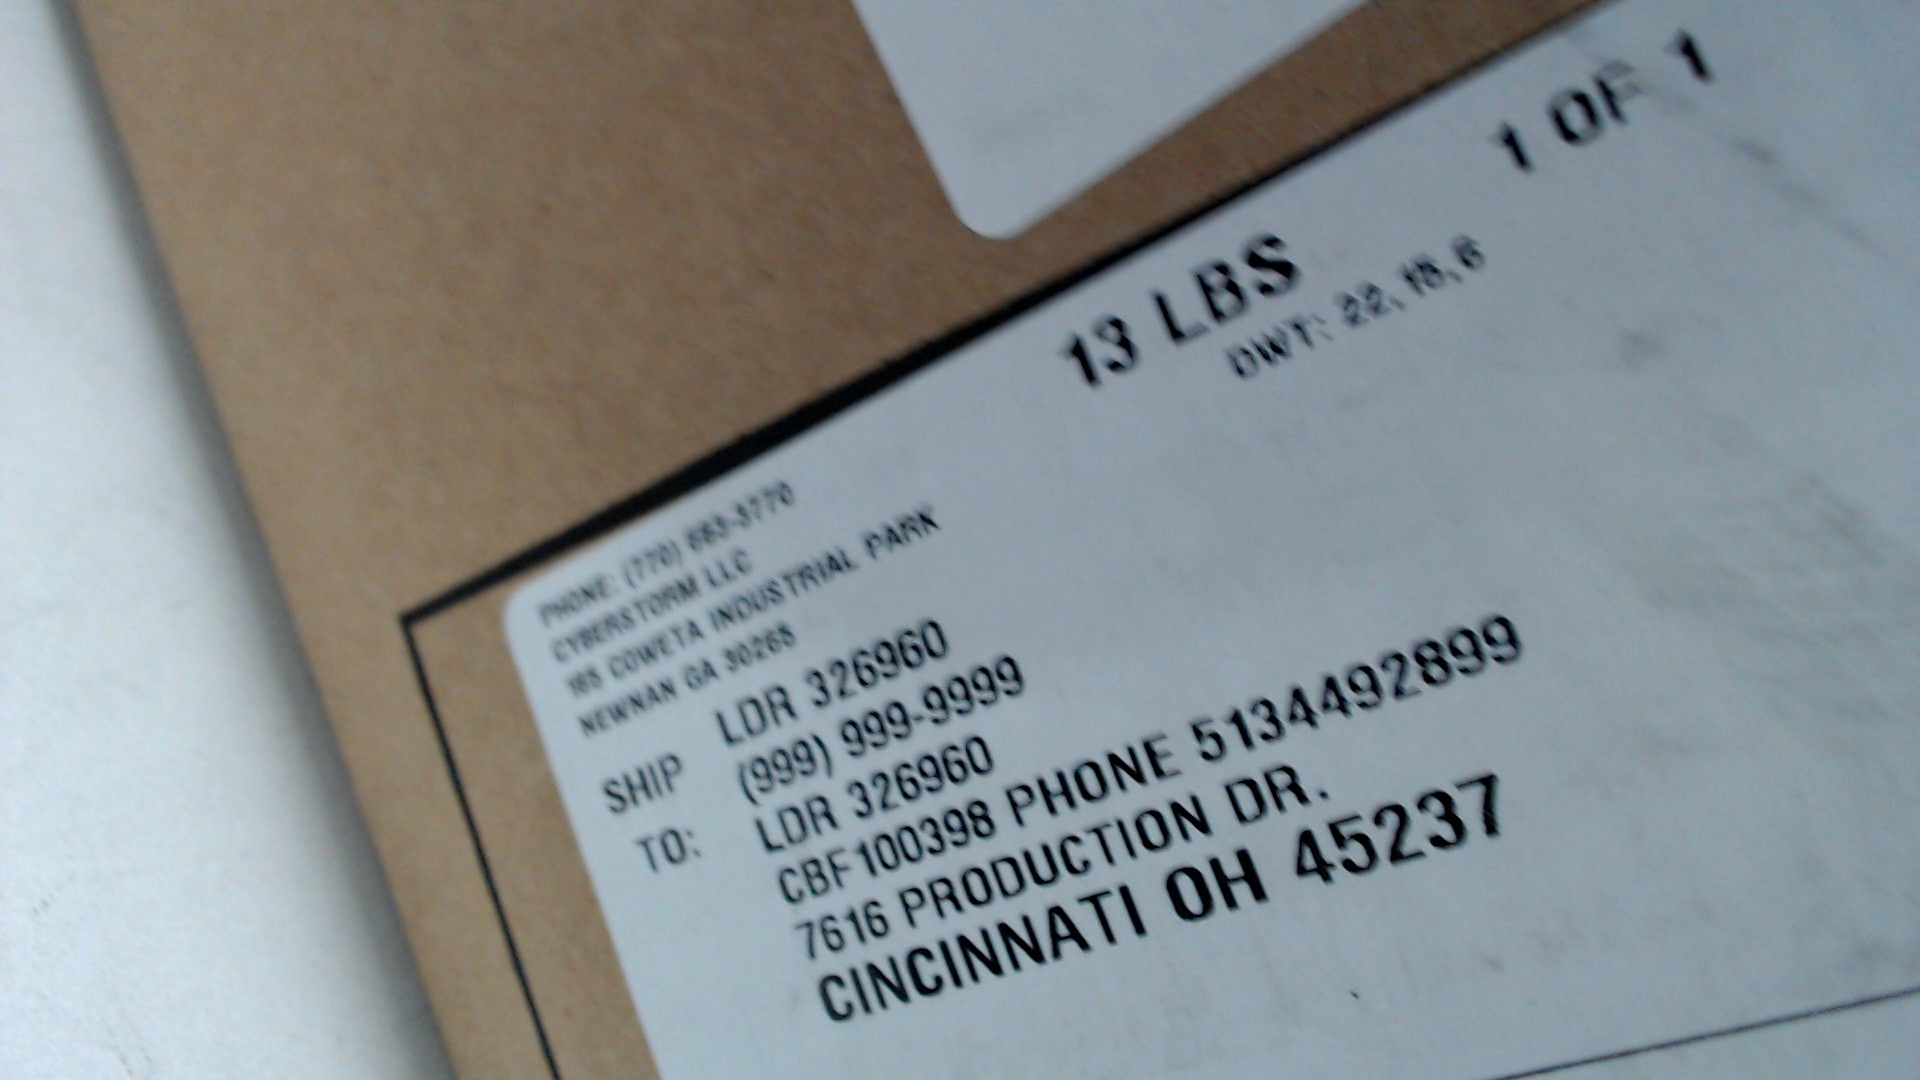 13 LBS
1 OF 1
DWT: 22,18,6
PHONE: (770) 683-3770
CYBERSTORM LLC
165 COWETA INDUSTRIAL PARK
NEWNAN GA 30265
SHIP TO:
LDR 326960
(999) 999-9999
LDR 326960
CBF100398 PHONE 5134492899
7616 PRODUCTION DR.
CINCINNATI OH 45237